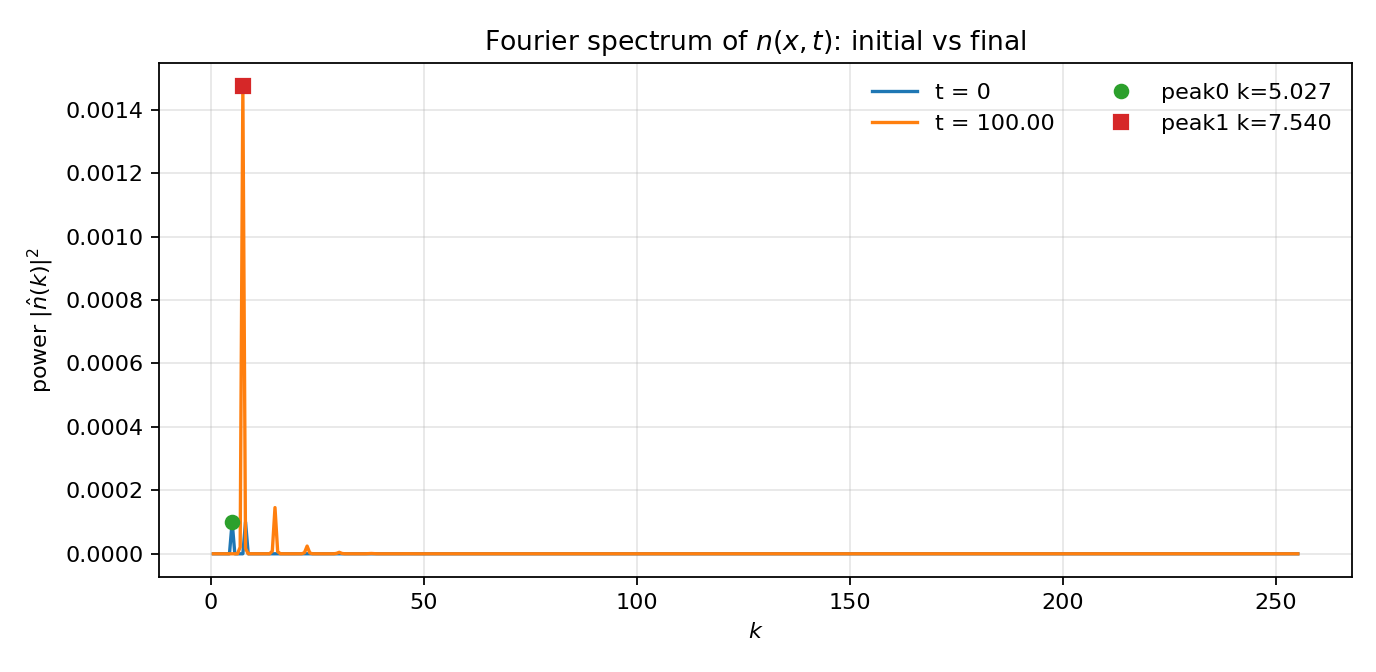 Fourier spectrum of n(x, t): initial vs final
power |n̂(k)|²
0.0014
0.0012
0.0010
0.0008
0.0006
0.0004
0.0002
0.0000
t = 0
t = 100.00
peak0 k=5.027
peak1 k=7.540
0 50 100 150 200 250
k